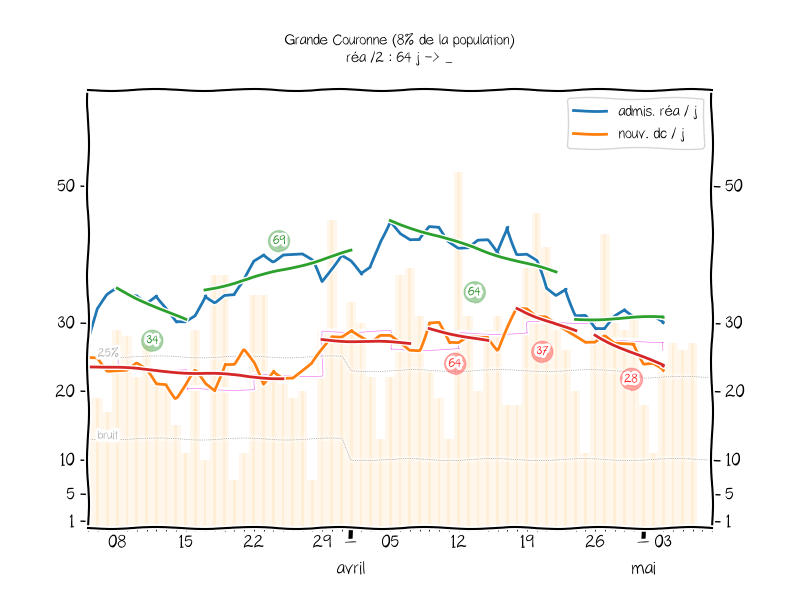 Grande Couronne (8% de la population)
réa /2 : 64 j -> _
admis. réa / j
nouv. dc / j
50
50
69
64
30
30
34
25%
37
64
28
20
20
bruit
10
10
5
5
1
1
08 15 22 29 05 12 19 26 03
avril mai